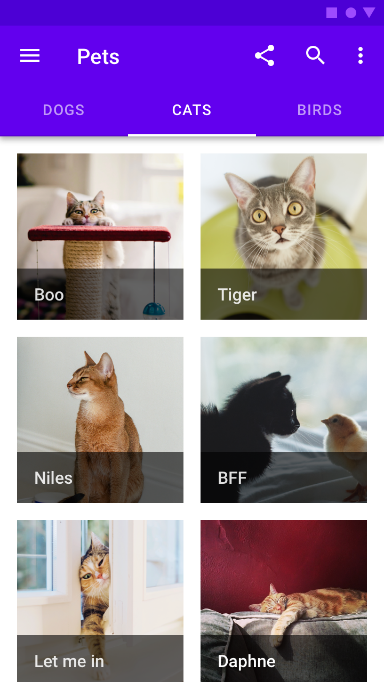 Pets
DOGS CATS BIRDS
Boo Tiger
Niles BFF
Let me in Daphne